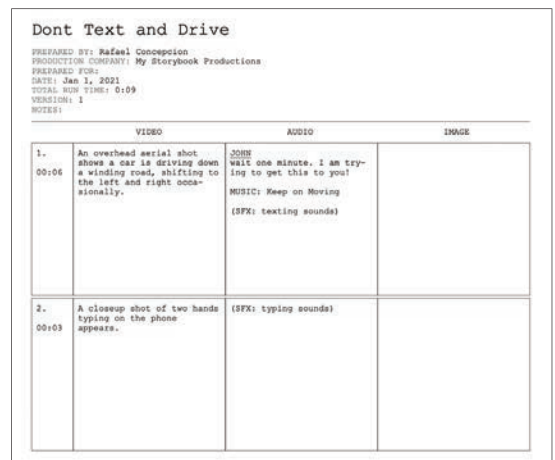 Dont Text and Drive
PREPARED BY: Rafael Concepcion
PRODUCTION COMPANY: My Storybook Productions
PREPARED FOR:
DATE: Jan 1, 2021
TOTAL RUN TIME: 0:09
VERSION: 1
NOTES:
VIDEO AUDIO IMAGE
1.
00:06
An overhead aerial shot
shows a car is driving down
a winding road, shifting to
the left and right occa-
sionally.
JOHN
wait one minute. I am try-
ing to get this to you!
MUSIC: Keep on Moving
(SFX: texting sounds)
2.
00:03
A closeup shot of two hands
typing on the phone
appears.
(SFX: typing sounds)